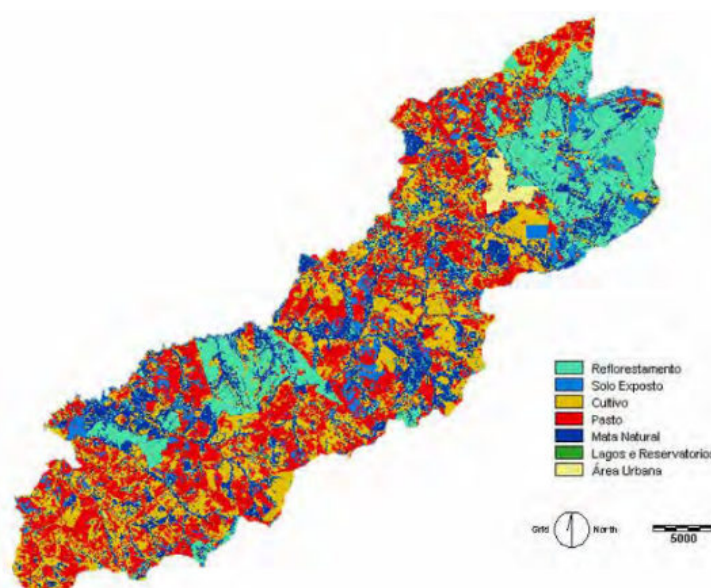 Reflorestamento
Solo Exposto
Cultivo
Pasto
Mata Natural
Lagos e Reservatorios
Área Urbana
Grid North
5000